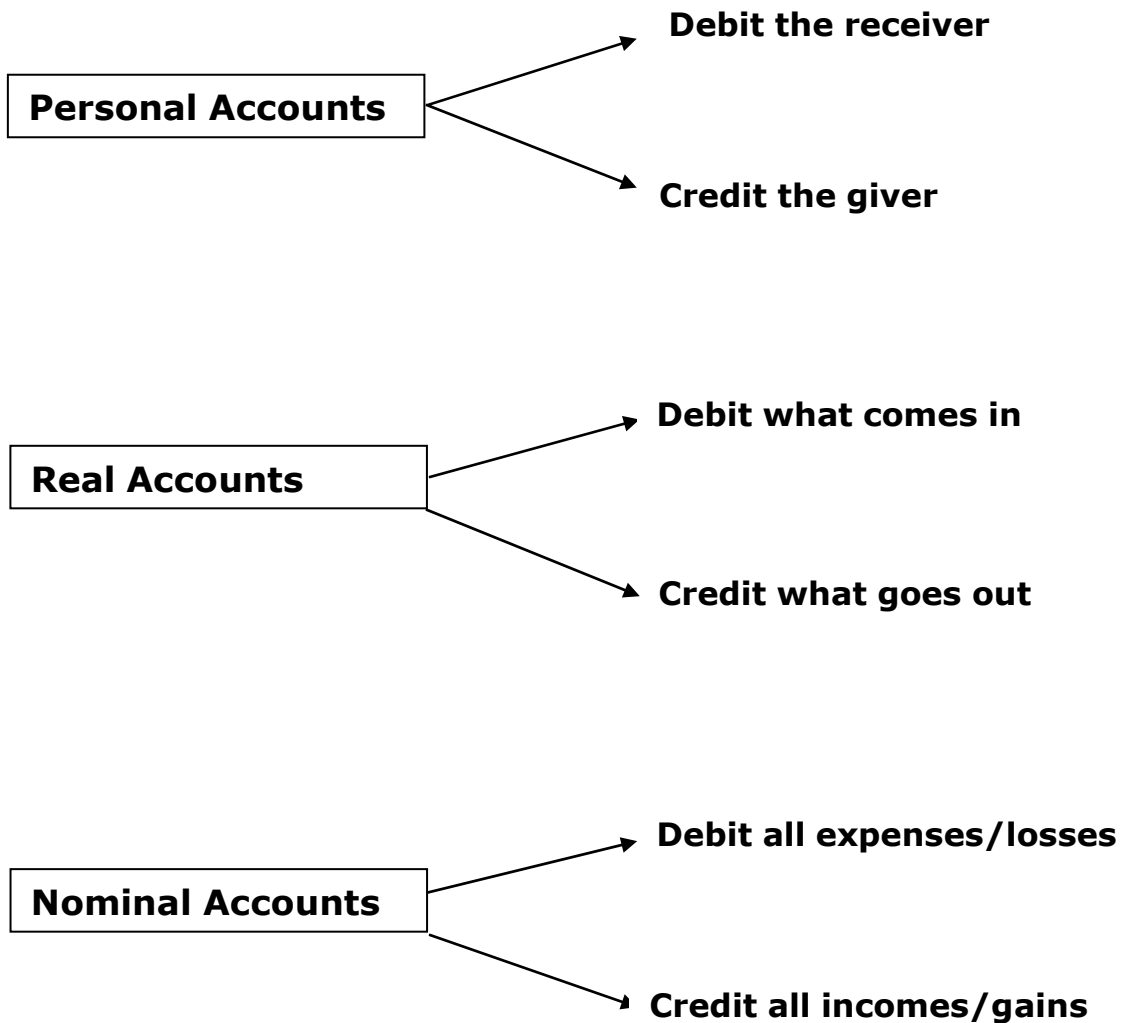 Debit the receiver
Personal Accounts
Credit the giver
Debit what comes in
Real Accounts
Credit what goes out
Debit all expenses/losses
Nominal Accounts
Credit all incomes/gains